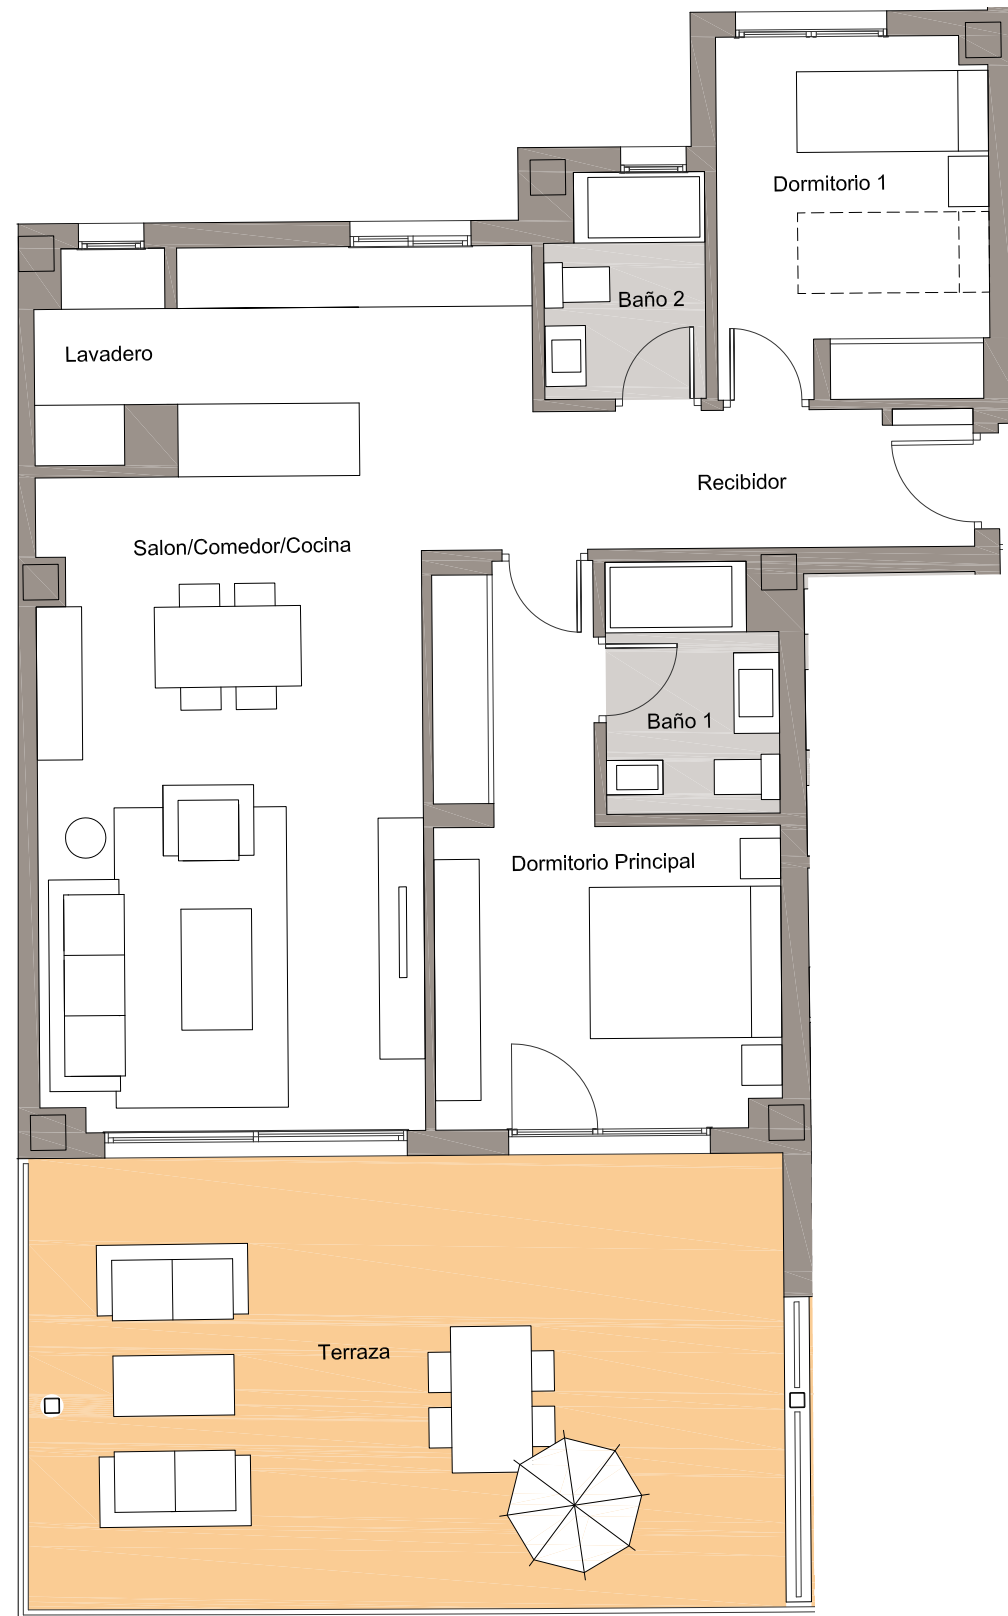 Dormitorio 1
Baño 2
Lavadero
Recibidor
Salon/Comedor/Cocina
Baño 1
Dormitorio Principal
Terraza